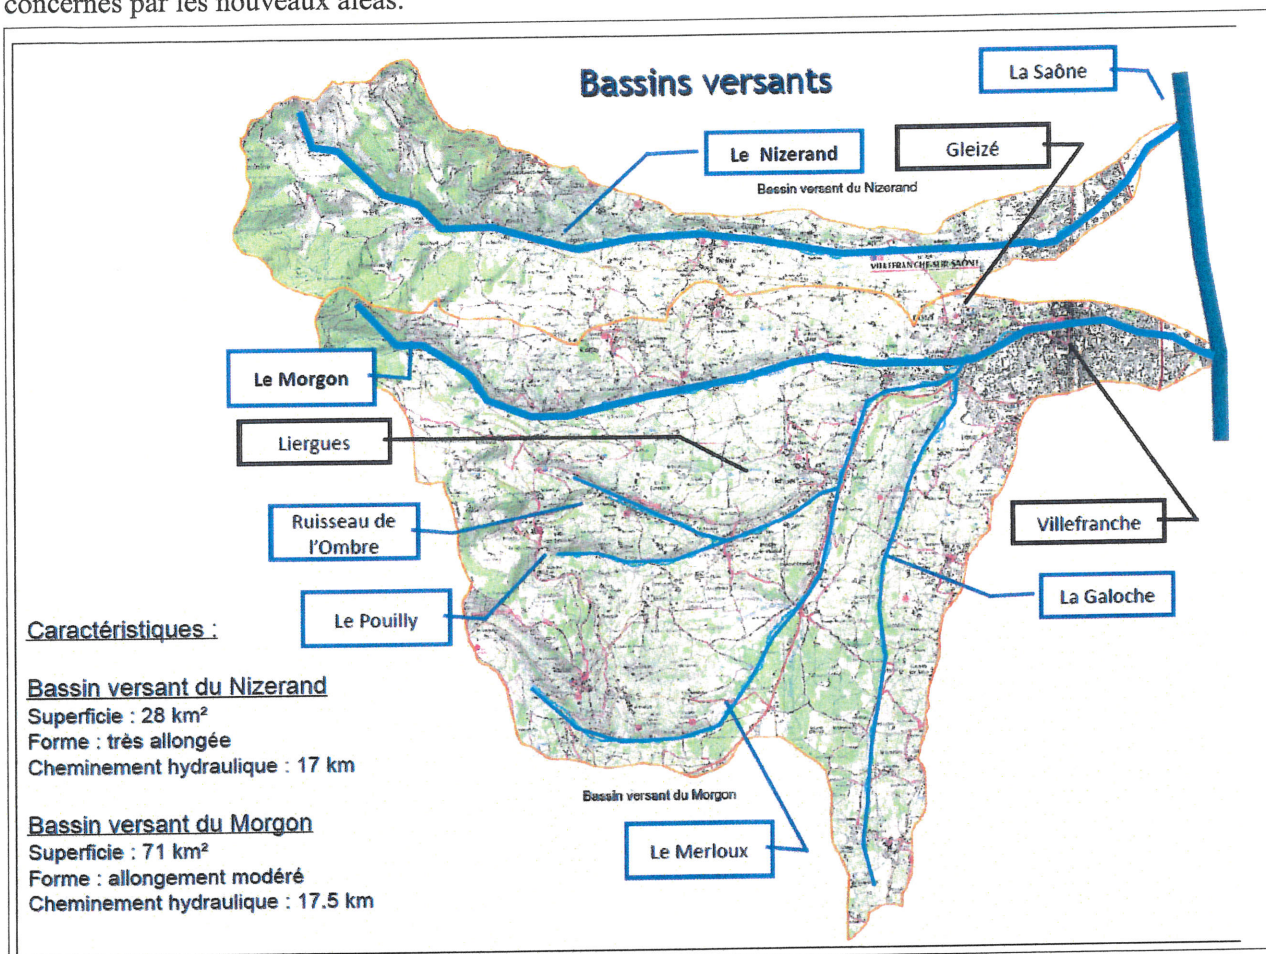 concernés par les nouveaux aléas.
Bassins versants
La Saône
Le Nizerand
Gleizé
Bassin versant du Nizerand
VILLEFRANCHE-SUR-SAÔNE
Le Morgon
Liergues
Ruisseau de
l'Ombre
Villefranche
La Galoche
Le Pouilly
Caractéristiques :
Bassin versant du Nizerand
Superficie : 28 km²
Forme : très allongée
Cheminement hydraulique : 17 km
Bassin versant du Morgon
Bassin versant du Morgon
Superficie : 71 km²
Forme : allongement modéré
Cheminement hydraulique : 17.5 km
Le Merloux